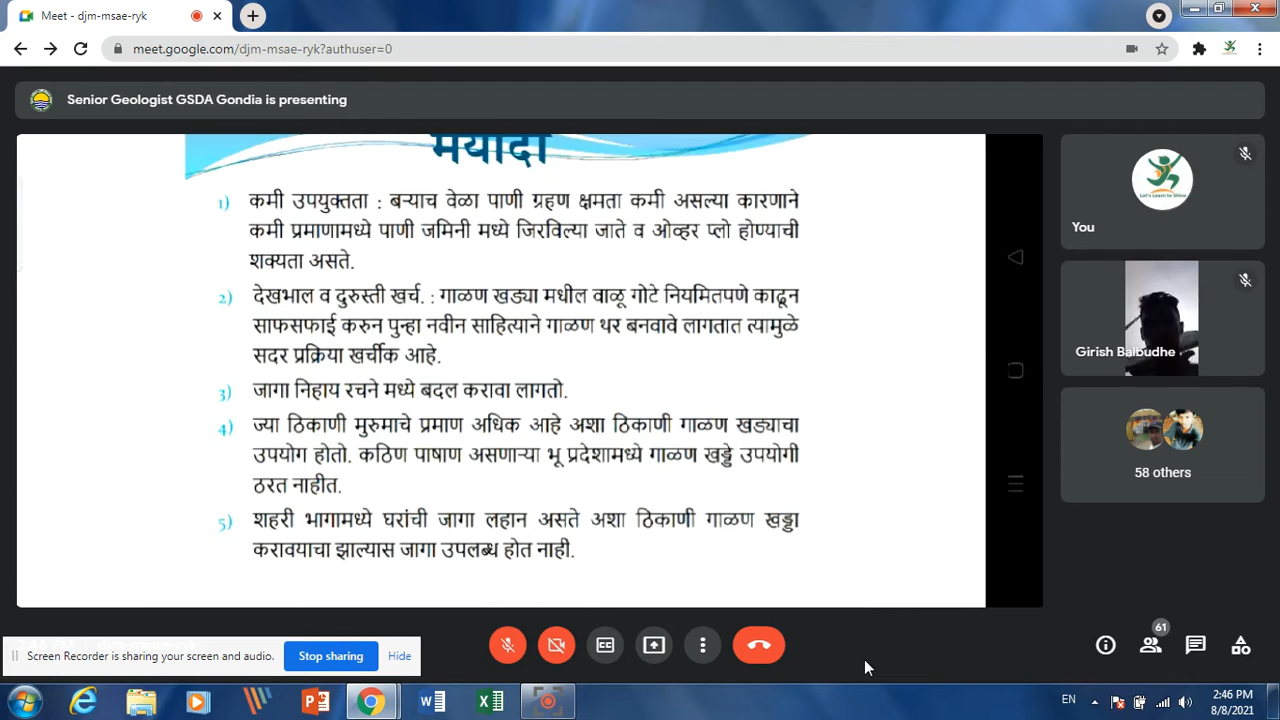 Meet - djm-msae-ryk
meet.google.com/djm-msae-ryk?authuser=0
Senior Geologist GSDA Gondia is presenting
मर्यादा
1) कमी उपयुक्तता : बऱ्याच वेळा पाणी ग्रहण क्षमता कमी असल्या कारणाने
कमी प्रमाणामध्ये पाणी जमिनी मध्ये जिरविल्या जाते व ओव्हर प्लो होण्याची
शक्यता असते.
2) देखभाल व दुरुस्ती खर्च. : गाळण खड्या मधील वाळू गोटे नियमितपणे काढून
साफसफाई करुन पुन्हा नवीन साहित्याने गाळण थर बनवावे लागतात त्यामुळे
सदर प्रक्रिया खर्चीक आहे.
3) जागा निहाय रचने मध्ये बदल करावा लागतो.
4) ज्या ठिकाणी मुरुमाचे प्रमाण अधिक आहे अशा ठिकाणी गाळण खड्याचा
उपयोग होतो. कठिण पाषाण असणाऱ्या भू प्रदेशामध्ये गाळण खड्डे उपयोगी
ठरत नाहीत.
5) शहरी भागामध्ये घरांची जागा लहान असते अशा ठिकाणी गाळण खड्डा
करावयाचा झाल्यास जागा उपलब्ध होत नाही.
Let's Learn to Shine
You
Girish Balbudhe
58 others
Screen Recorder is sharing your screen and audio.
Stop sharing
Hide
CC
61
EN
2:46 PM
8/8/2021